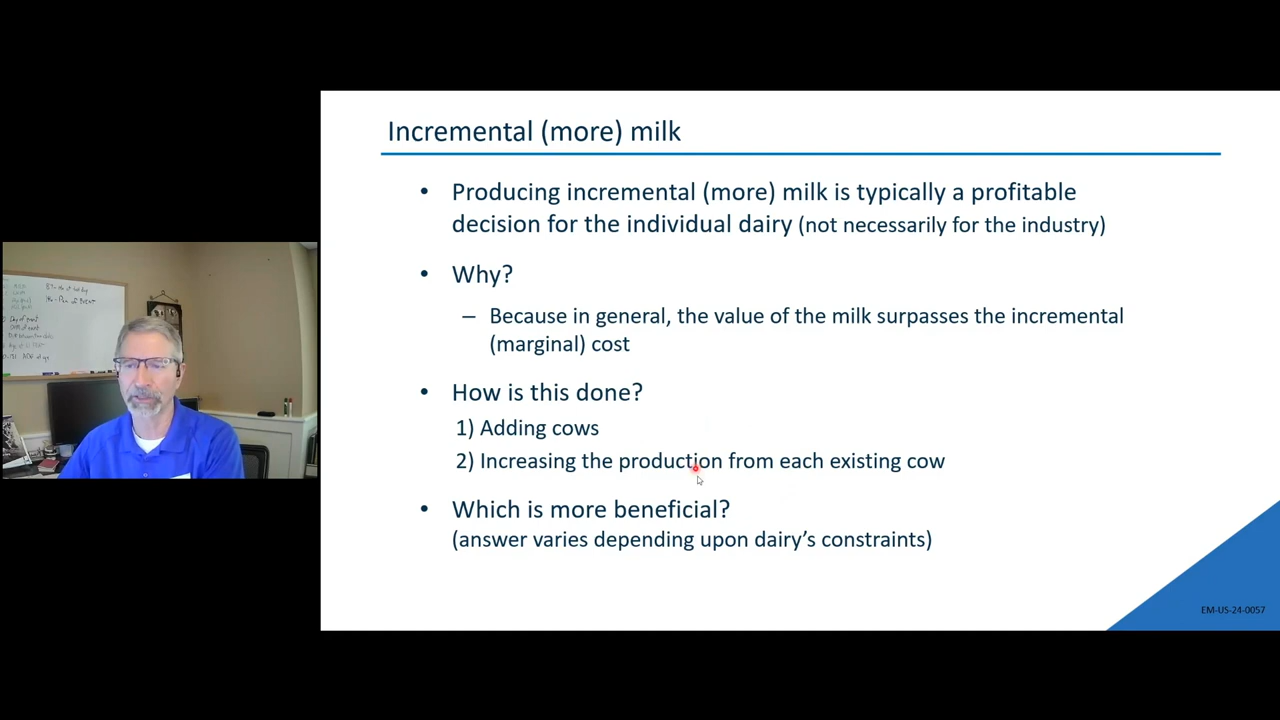 Incremental (more) milk
• Producing incremental (more) milk is typically a profitable
decision for the individual dairy (not necessarily for the industry)
• Why?
– Because in general, the value of the milk surpasses the incremental
(marginal) cost
• How is this done?
1) Adding cows
2) Increasing the production from each existing cow
• Which is more beneficial?
(answer varies depending upon dairy's constraints)
EM-US-24-0057